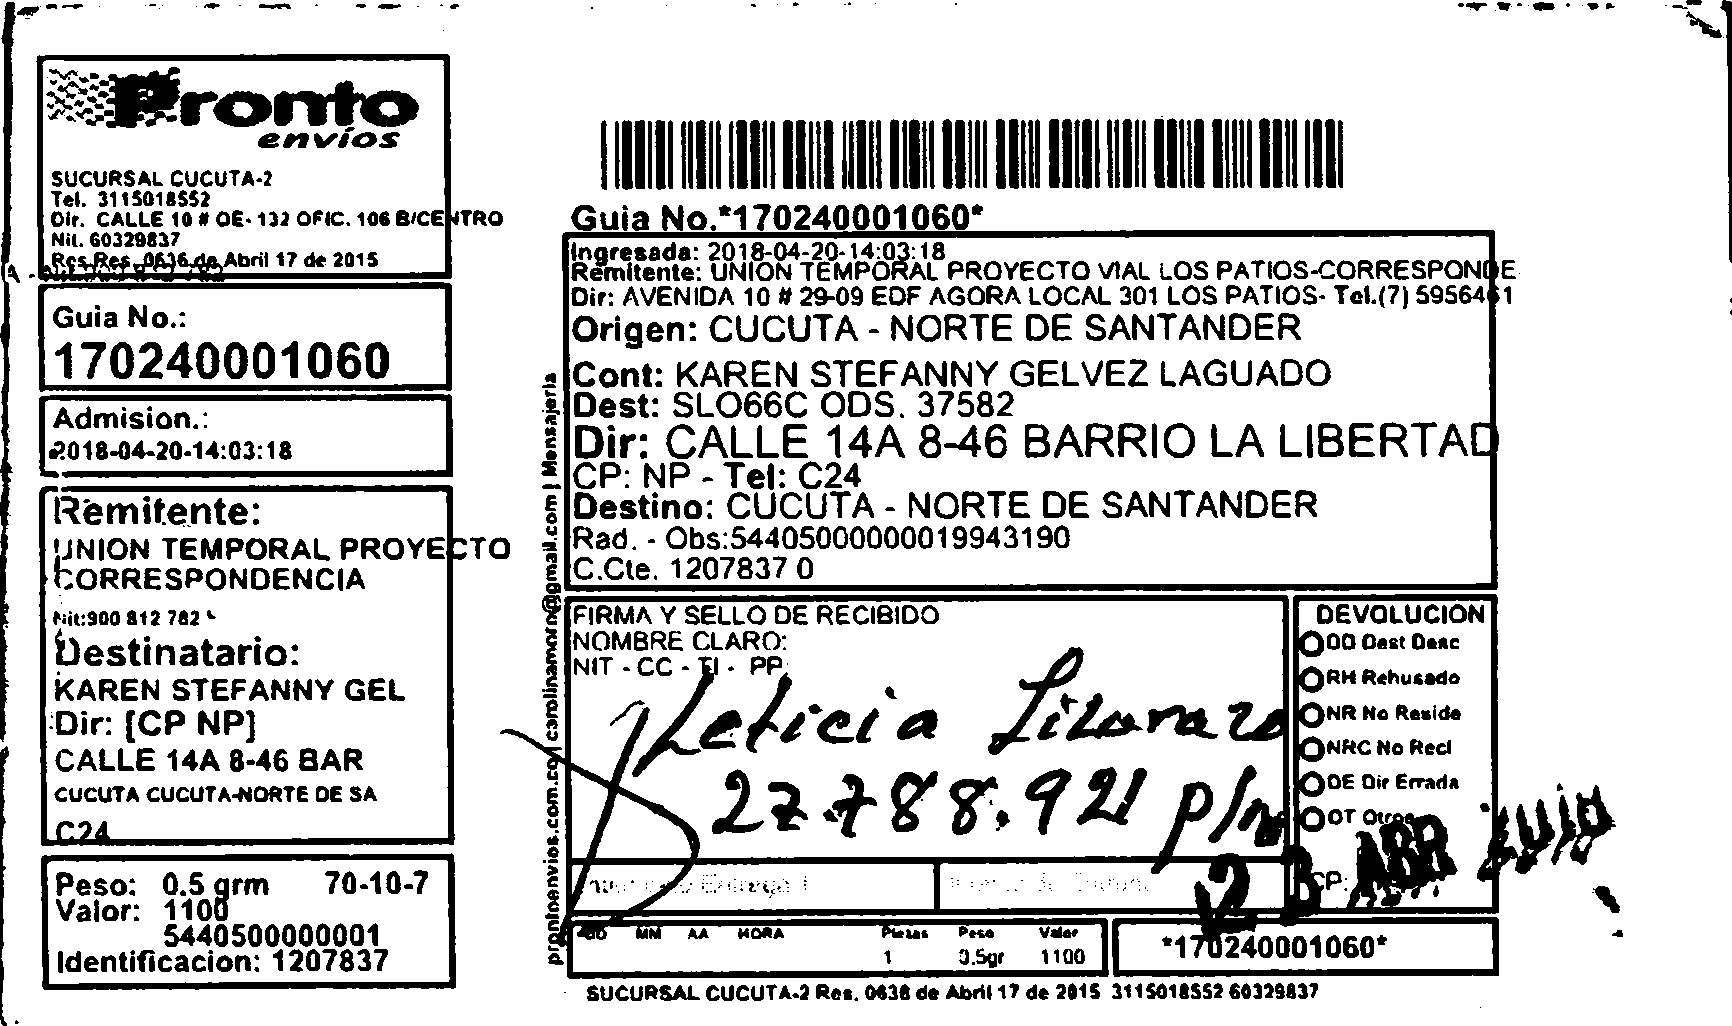 Pronto
envíos
SUCURSAL CUCUTA-2
Tel. 3115018552
Dir. CALLE 10 # OE- 132 OFIC. 106 B/CENTRO
Nit. 60329837
Res.Res. 0636 de Abril 17 de 2015
Guia No.:
170240001060
Admision.:
2018-04-20-14:03:18
Remitente:
UNION TEMPORAL PROYECTO
CORRESPONDENCIA
Nit:900 812 782
Destinatario:
KAREN STEFANNY GEL
Dir: [CP NP]
CALLE 14A 8-46 BAR
CUCUTA CUCUTA-NORTE DE SA
C24
Peso: 0.5 grm 70-10-7
Valor: 1100
5440500000001
Identificacion: 1207837
prontoenvios.com.co | carolinamorn@gmail.com | Mensajeria
Guia No.*170240001060*
Ingresada: 2018-04-20-14:03:18
Remitente: UNION TEMPORAL PROYECTO VIAL LOS PATIOS-CORRESPONDE
Dir: AVENIDA 10 # 29-09 EDF AGORA LOCAL 301 LOS PATIOS- Tel.(7) 5956461
Origen: CUCUTA - NORTE DE SANTANDER
Cont: KAREN STEFANNY GELVEZ LAGUADO
Dest: SLO66C ODS. 37582
Dir: CALLE 14A 8-46 BARRIO LA LIBERTAD
CP: NP - Tel: C24
Destino: CUCUTA - NORTE DE SANTANDER
Rad. - Obs:54405000000019943190
C.Cte. 1207837 0
FIRMA Y SELLO DE RECIBIDO
NOMBRE CLARO:
NIT - CC - TI - PP:
Leticia Lizarazo
27.788.921 p/na
DEVOLUCION
DD Dest Desc
RH Rehusado
NR No Reside
NRC No Recl
DE Dir Errada
OT Otros
CP:
23 ABR 2018
DD MM AA HORA
Piezas Peso Valor
1 0.5gr 1100
*170240001060*
SUCURSAL CUCUTA-2 Res. 0636 de Abril 17 de 2015 3115018552 60329837